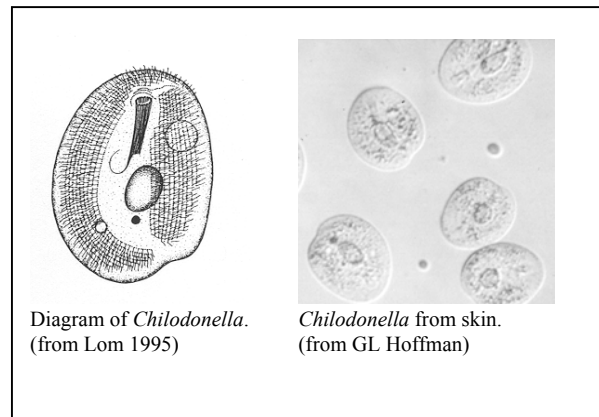 Diagram of Chilodonella.
(from Lom 1995)
Chilodonella from skin.
(from GL Hoffman)